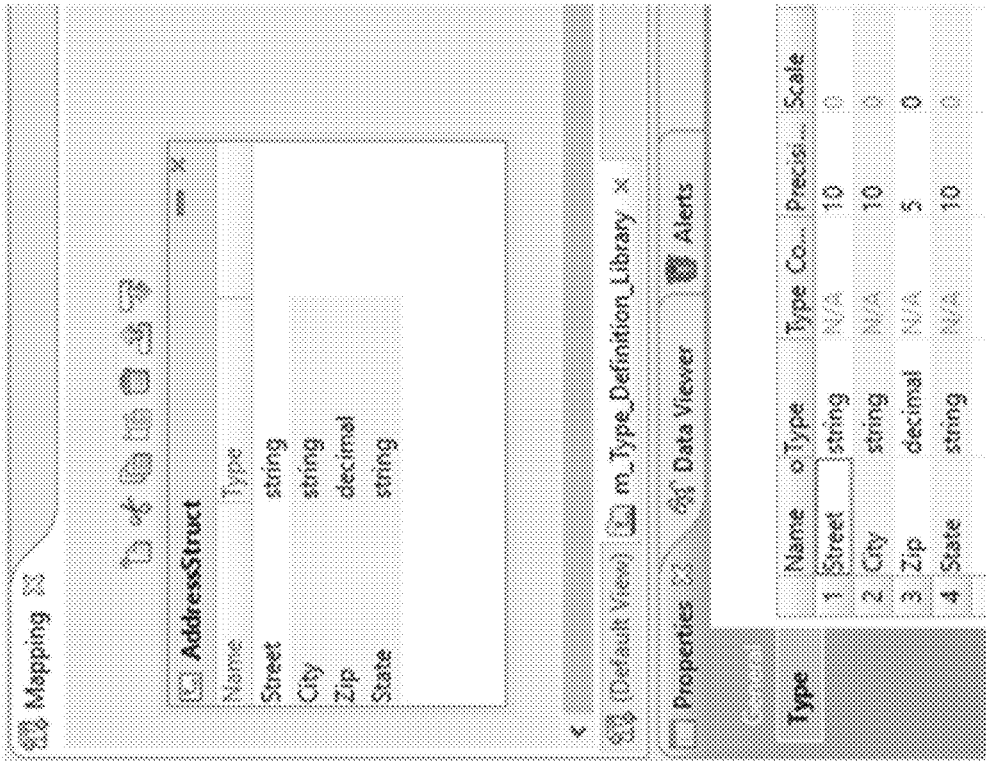 Mapping
AddressStruct
Name Type
Street string
City string
Zip decimal
State string
(Default View) m_Type_Definition_Library
Properties Data Viewer Alerts
Type
Name Type Type Co... Precisi... Scale
1 Street string N/A 10 0
2 City string N/A 10 0
3 Zip decimal N/A 5 0
4 State string N/A 10 0